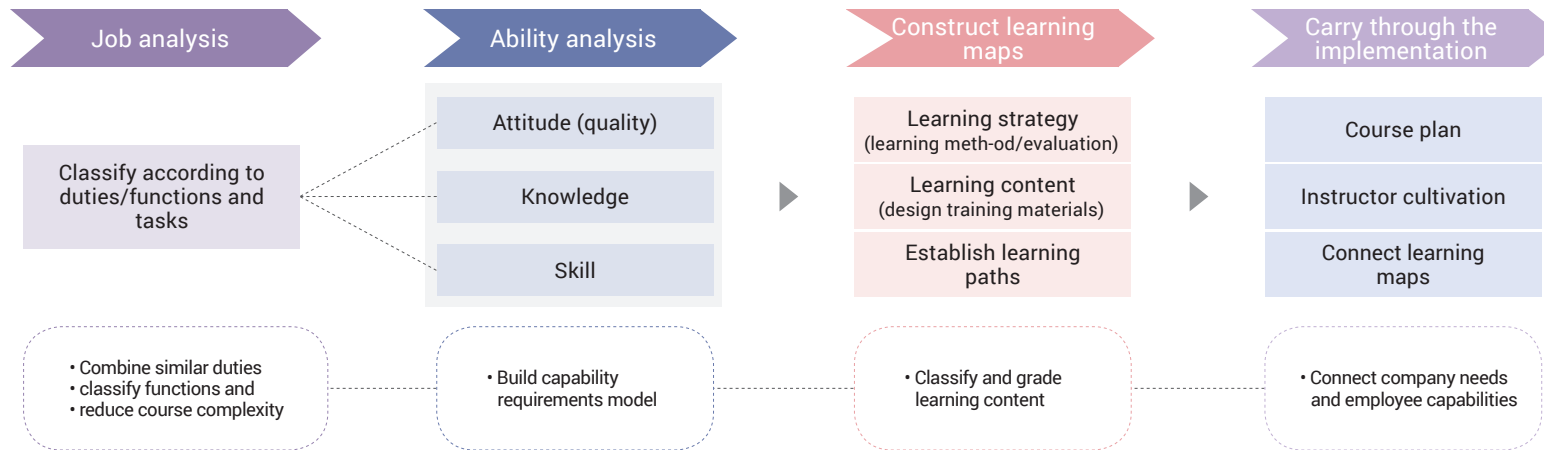 Job analysis
Ability analysis
Construct learning
maps
Carry through the
implementation
Classify according to
duties/functions and
tasks
Attitude (quality)
Knowledge
Skill
Learning strategy
(learning meth-od/evaluation)
Learning content
(design training materials)
Establish learning
paths
Course plan
Instructor cultivation
Connect learning
maps
• Combine similar duties
• classify functions and
• reduce course complexity
• Build capability
requirements model
• Classify and grade
learning content
• Connect company needs
and employee capabilities